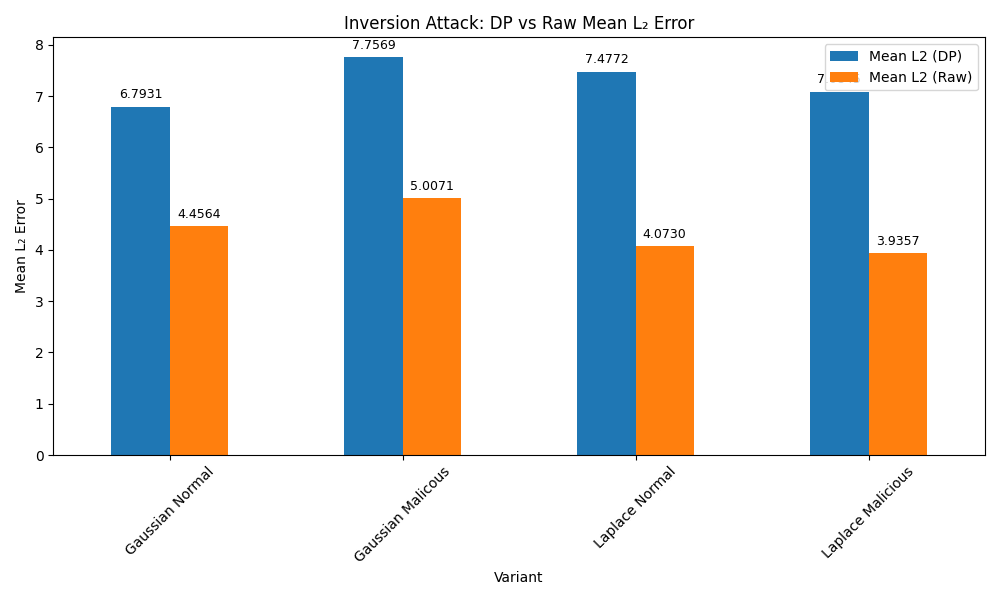 Inversion Attack: DP vs Raw Mean L₂ Error
Mean L2 (DP)
Mean L2 (Raw)
6.7931
4.4564
7.7569
5.0071
7.4772
4.0730
3.9357
8
7
6
5
4
3
2
1
0
Mean L₂ Error
Gaussian Normal
Gaussian Malicous
Laplace Normal
Laplace Malicious
Variant